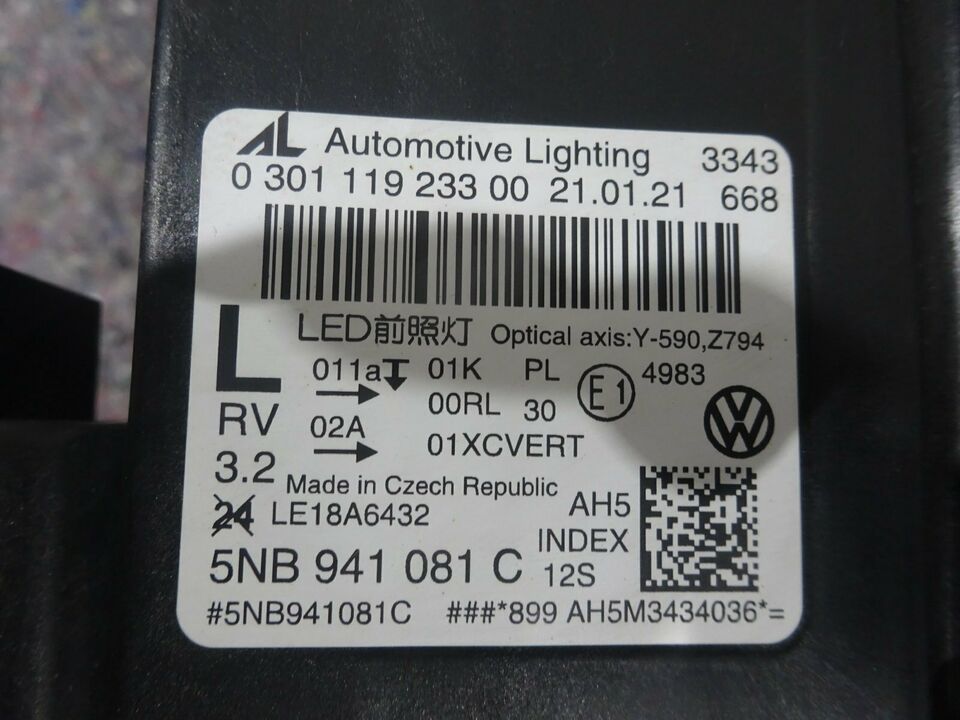 AL Automotive Lighting 3343
0 301 119 233 00 21.01.21 668
L LED前照灯 Optical axis:Y-590,Z794
011a 01K PL E1 4983
00RL 30
RV 02A 01XCVERT
3.2 Made in Czech Republic
24 LE18A6432 AH5
5NB 941 081 C INDEX
12S
#5NB941081C ###*899 AH5M3434036*=